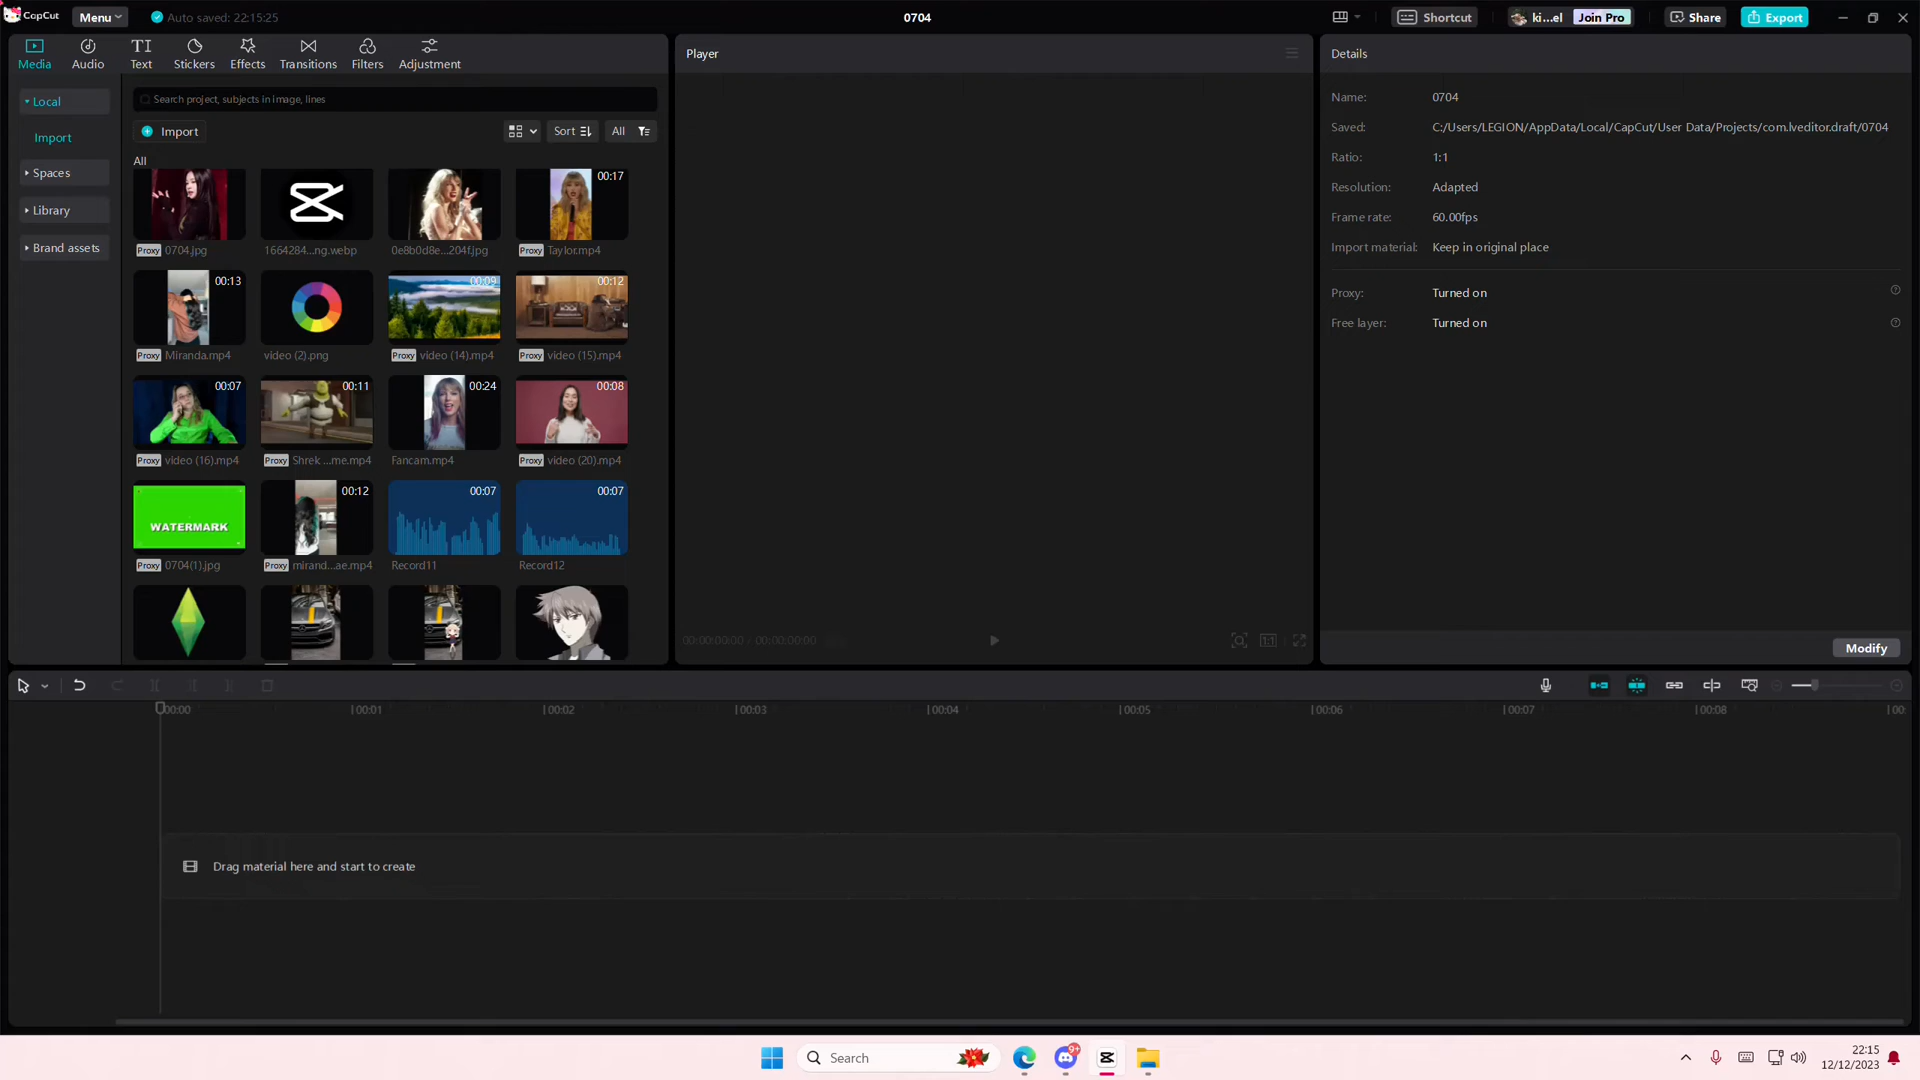 CapCut
Menu
Auto saved: 22:15:25
0704
Shortcut
ki...el
Join Pro
Share
Export
Media
Audio
Text
Stickers
Effects
Transitions
Filters
Adjustment
Player
Details
Local
Import
Spaces
Library
Brand assets
Search project, subjects in image, lines
Import
Sort
All
All
00:17
Proxy 0704.jpg
1664284...ng.webp
0e8b0d8e...204f.jpg
Proxy Taylor.mp4
00:13
00:09
00:12
Proxy Miranda.mp4
video (2).png
Proxy video (14).mp4
Proxy video (15).mp4
00:07
00:11
00:24
00:08
Proxy video (16).mp4
Proxy Shrek ...me.mp4
Fancam.mp4
Proxy video (20).mp4
WATERMARK
00:12
00:07
00:07
Proxy 0704(1).jpg
Proxy mirand...ae.mp4
Record11
Record12
00:00:00:00 / 00:00:00:00
1:1
Name: 0704
Saved: C:/Users/LEGION/AppData/Local/CapCut/User Data/Projects/com.lveditor.draft/0704
Ratio: 1:1
Resolution: Adapted
Frame rate: 60.00fps
Import material: Keep in original place
Proxy: Turned on
Free layer: Turned on
Modify
00:00
00:01
00:02
00:03
00:04
00:05
00:06
00:07
00:08
00:
Drag material here and start to create
Search
9+
22:15
12/12/2023